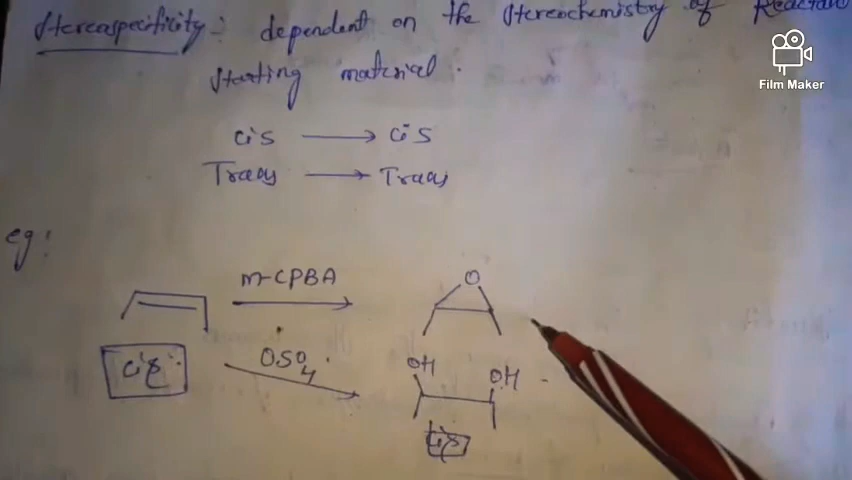 Stereospecificity: dependent on the stereochemistry of Reactan
Starting material.
Cis → Cis
Trans → Trans
eg:
m-CPBA
O
OSO4
OH
OH
Cis
Cis
Film Maker